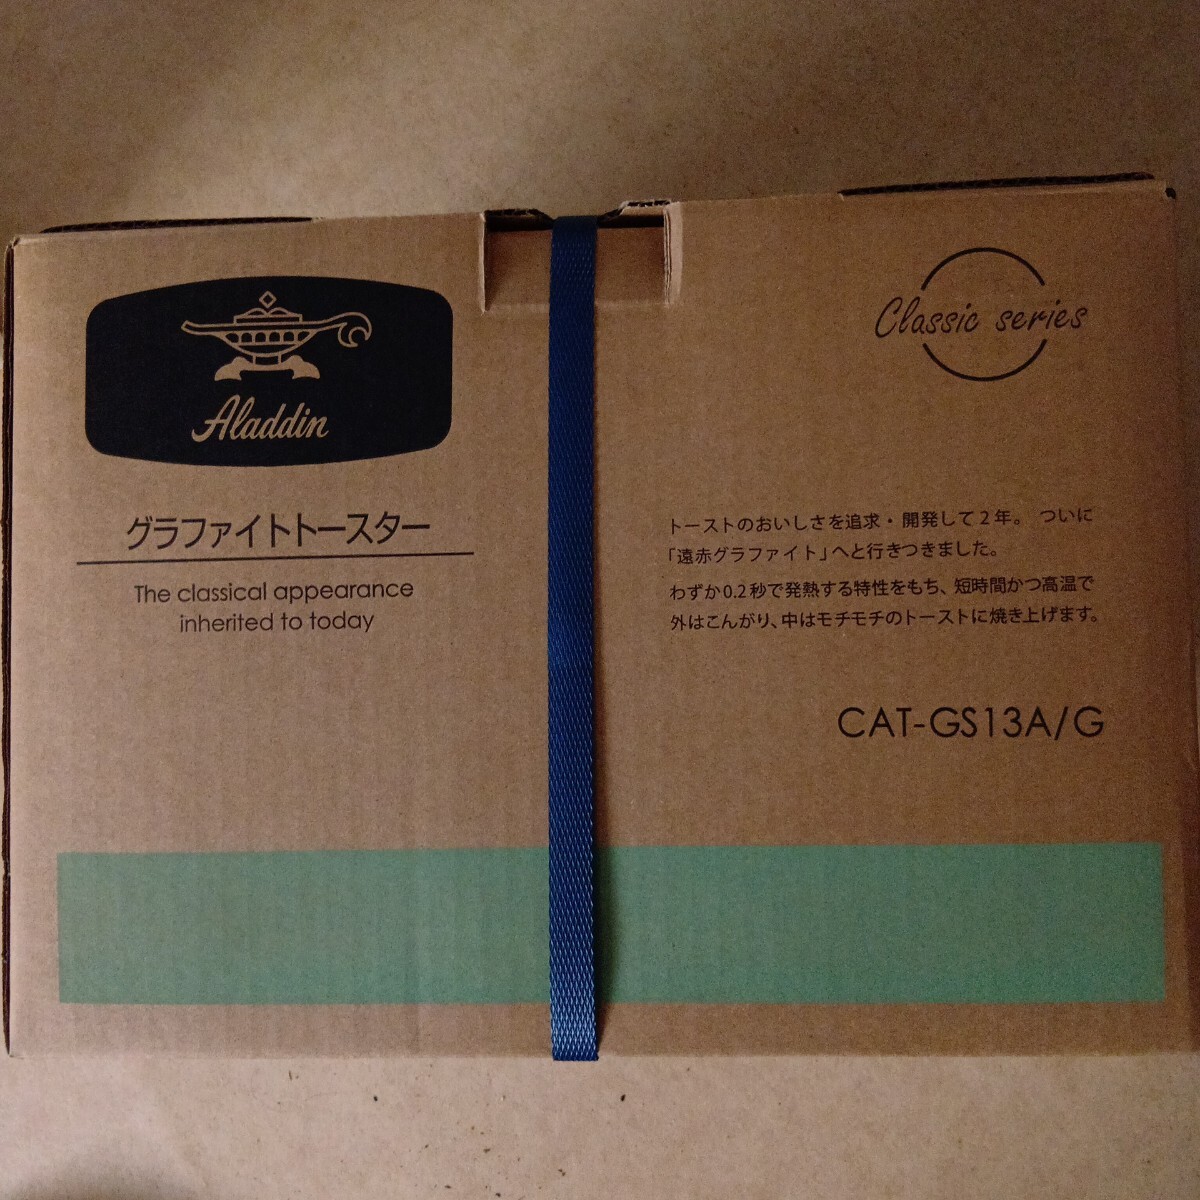 Aladdin
グラファイトトースター
The classical appearance
inherited to today
Classic series
トーストのおいしさを追求・開発して2年。 ついに
「遠赤グラファイト」へと行きつきました。
わずか0.2秒で発熱する特性をもち、短時間かつ高温で
外はこんがり、中はモチモチのトーストに焼き上げます。
CAT-GS13A/G